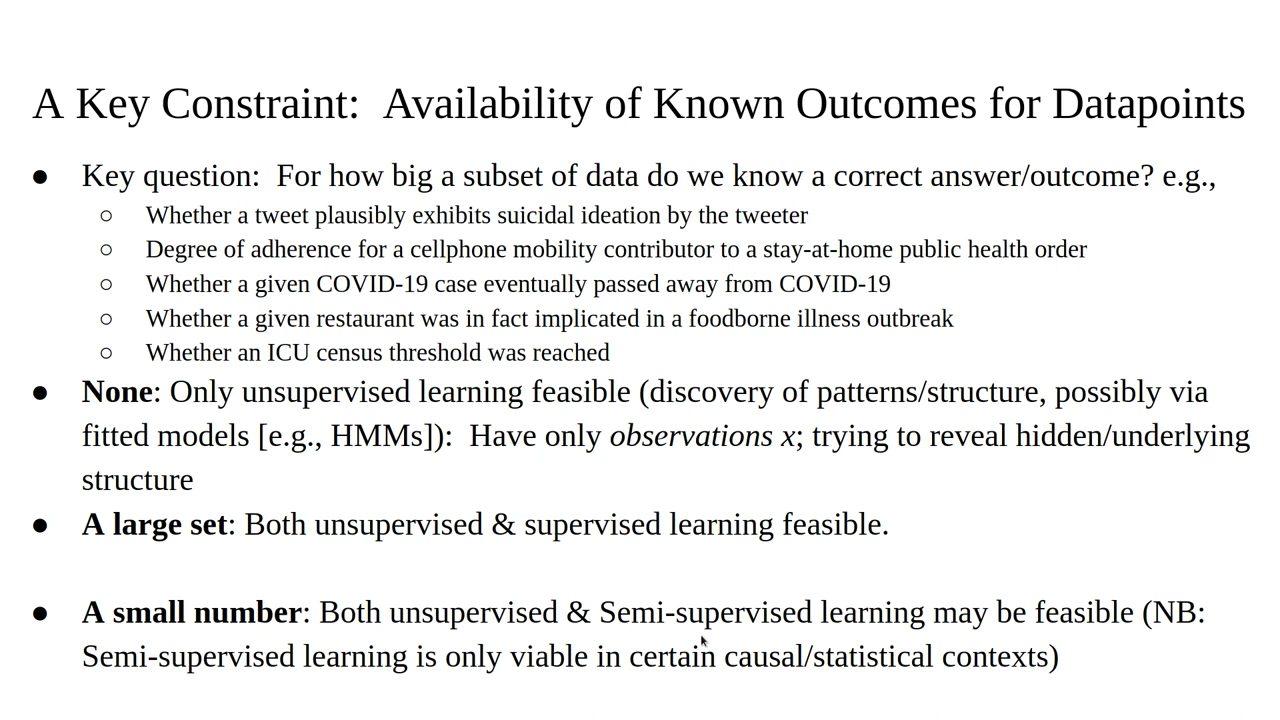 A Key Constraint:  Availability of Known Outcomes for Datapoints
● Key question:  For how big a subset of data do we know a correct answer/outcome? e.g.,
○ Whether a tweet plausibly exhibits suicidal ideation by the tweeter
○ Degree of adherence for a cellphone mobility contributor to a stay-at-home public health order
○ Whether a given COVID-19 case eventually passed away from COVID-19
○ Whether a given restaurant was in fact implicated in a foodborne illness outbreak
○ Whether an ICU census threshold was reached
● None: Only unsupervised learning feasible (discovery of patterns/structure, possibly via
fitted models [e.g., HMMs]):  Have only observations x; trying to reveal hidden/underlying
structure
● A large set: Both unsupervised & supervised learning feasible.
● A small number: Both unsupervised & Semi-supervised learning may be feasible (NB:
Semi-supervised learning is only viable in certain causal/statistical contexts)